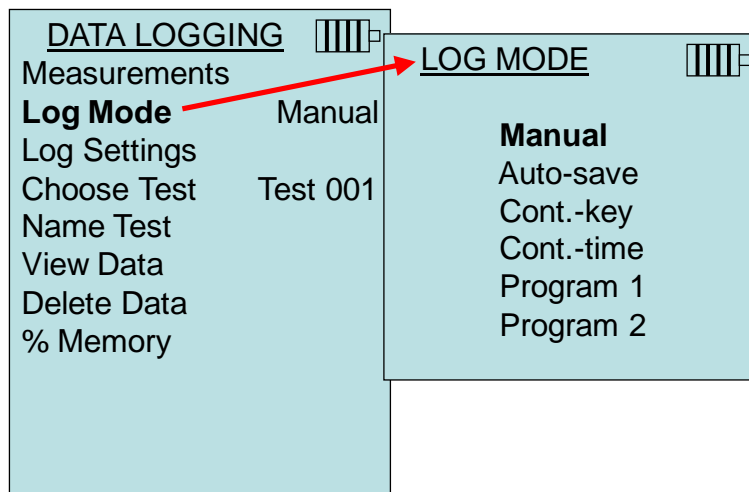 DATA LOGGING
Measurements
Log Mode Manual
Log Settings
Choose Test Test 001
Name Test
View Data
Delete Data
% Memory
LOG MODE
Manual
Auto-save
Cont.-key
Cont.-time
Program 1
Program 2